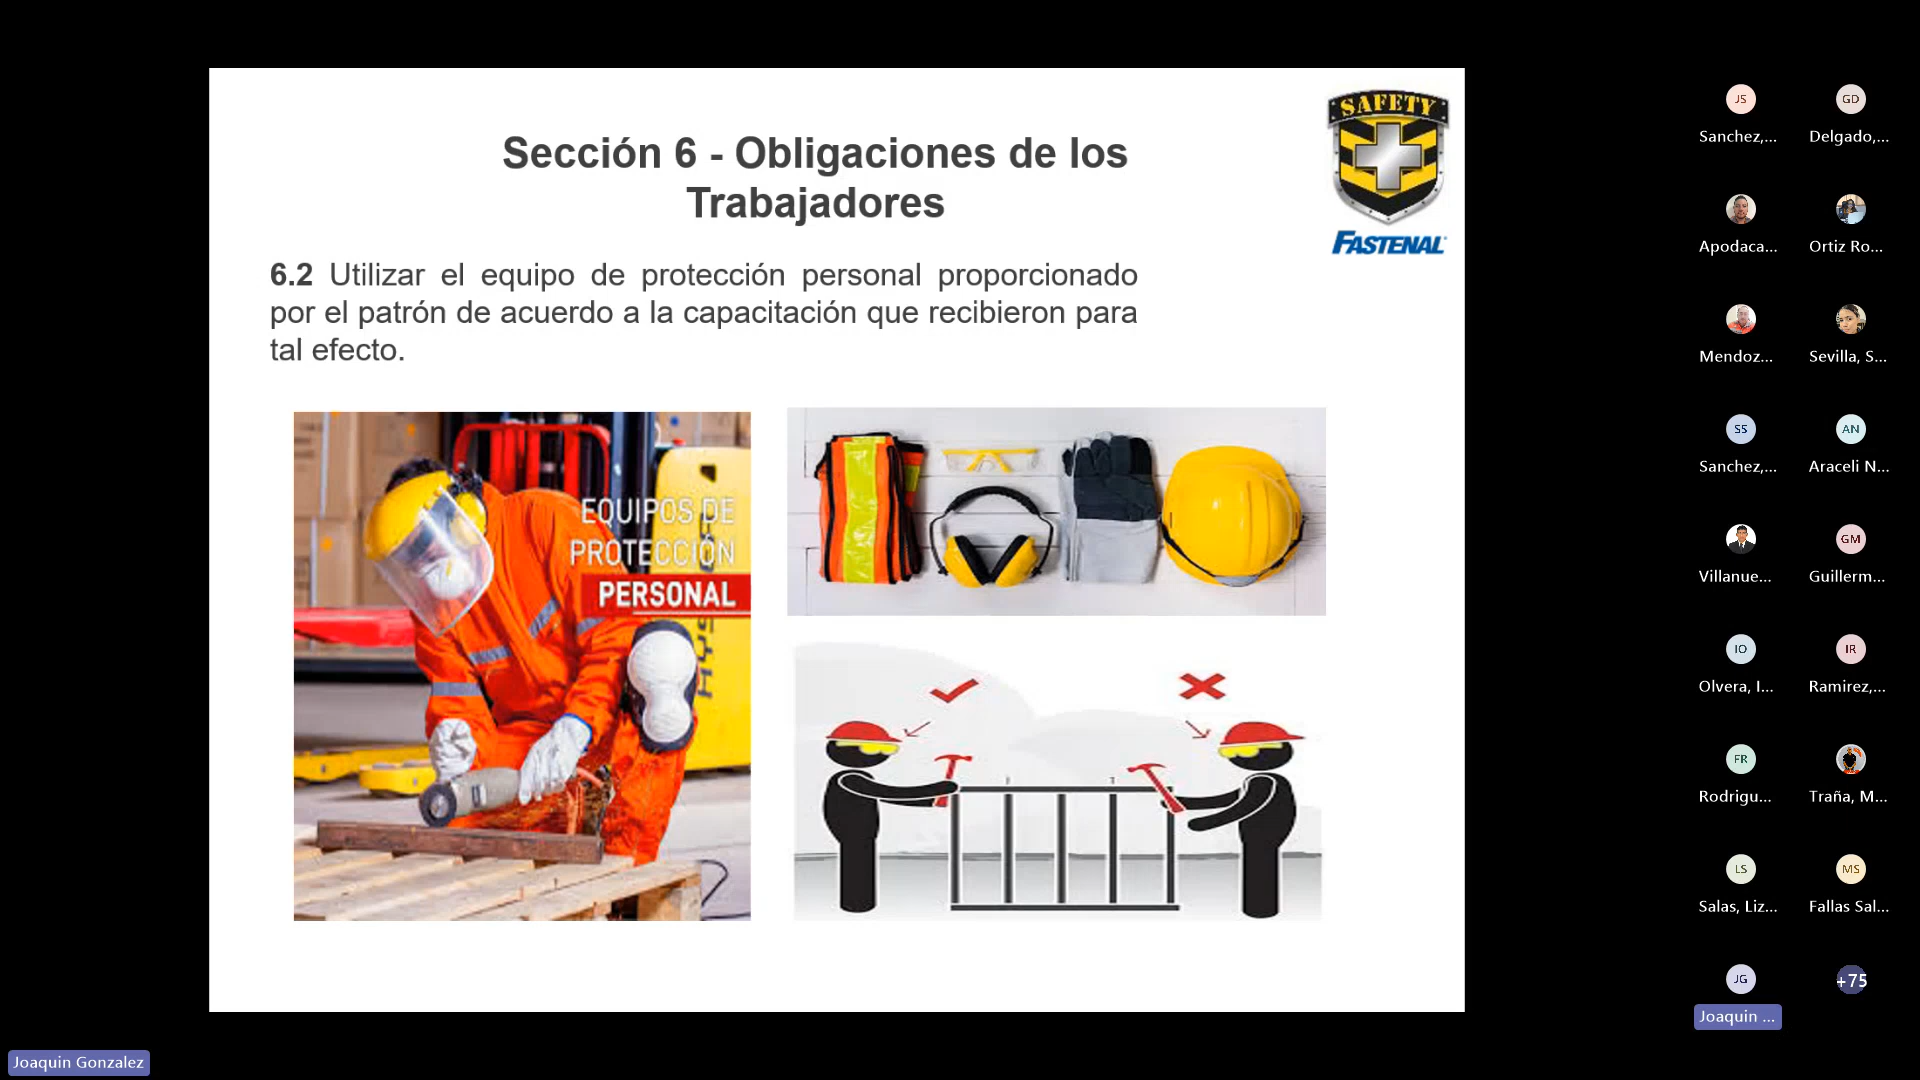 Sección 6 - Obligaciones de los
Trabajadores
SAFETY
FASTENAL
6.2 Utilizar el equipo de protección personal proporcionado
por el patrón de acuerdo a la capacitación que recibieron para
tal efecto.
EQUIPOS DE
PROTECCIÓN
PERSONAL
HYS
JS
GD
Sanchez,...
Delgado,...
Apodaca...
Ortiz Ro...
Mendoz...
Sevilla, S...
SS
AN
Sanchez,...
Araceli N...
GM
Villanue...
Guillerm...
IO
IR
Olvera, I...
Ramirez,...
FR
Rodrigu...
Traña, M...
LS
MS
Salas, Liz...
Fallas Sal...
JG
+75
Joaquin ...
Joaquin Gonzalez